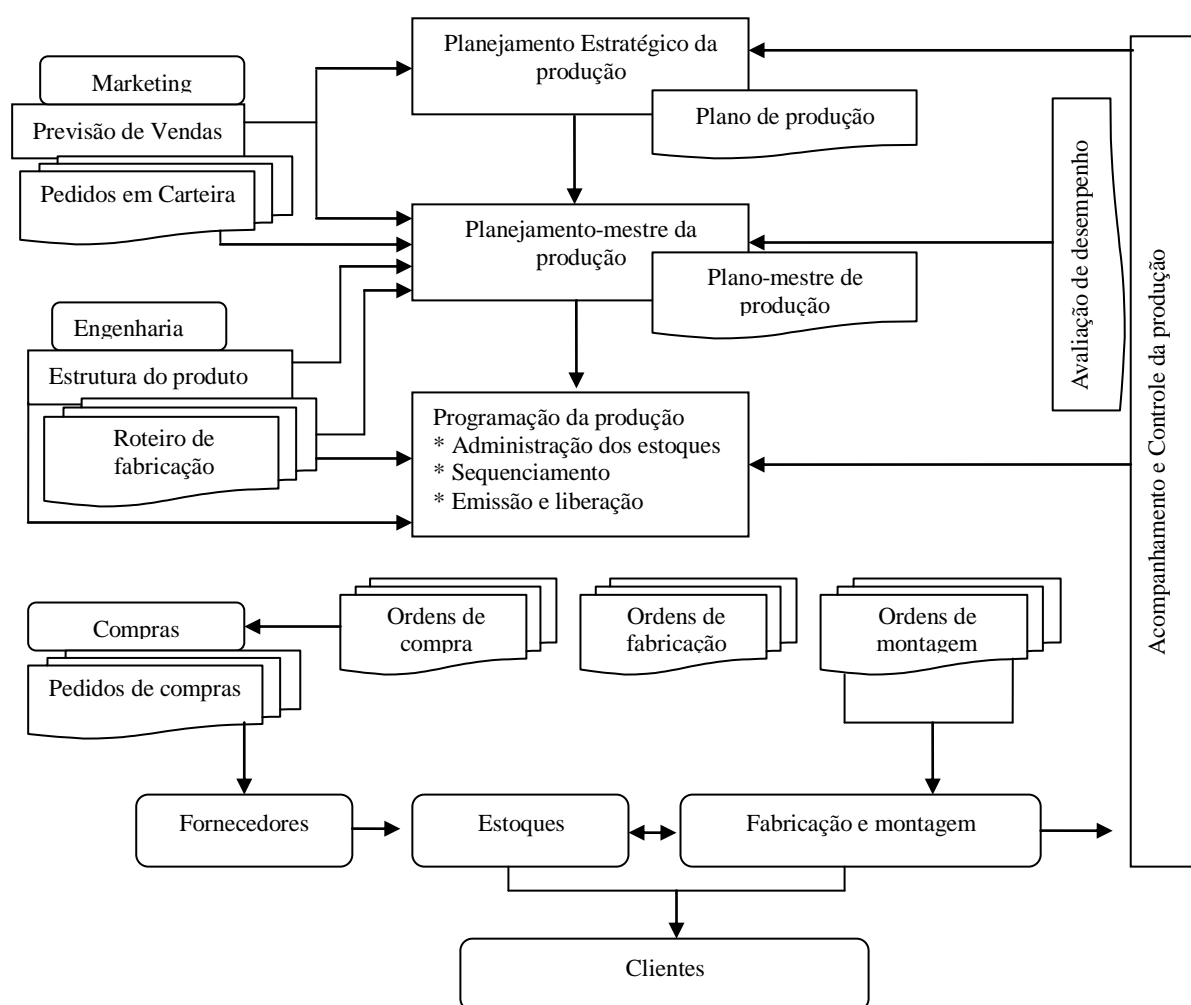 Planejamento Estratégico da
produção
Plano de produção
Marketing
Previsão de Vendas
Pedidos em Carteira
Planejamento-mestre da
produção
Plano-mestre de
produção
Avaliação de desempenho
Acompanhamento e Controle da produção
Engenharia
Estrutura do produto
Roteiro de
fabricação
Programação da produção
* Administração dos estoques
* Sequenciamento
* Emissão e liberação
Compras
Pedidos de compras
Ordens de
compra
Ordens de
fabricação
Ordens de
montagem
Fornecedores
Estoques
Fabricação e montagem
Clientes